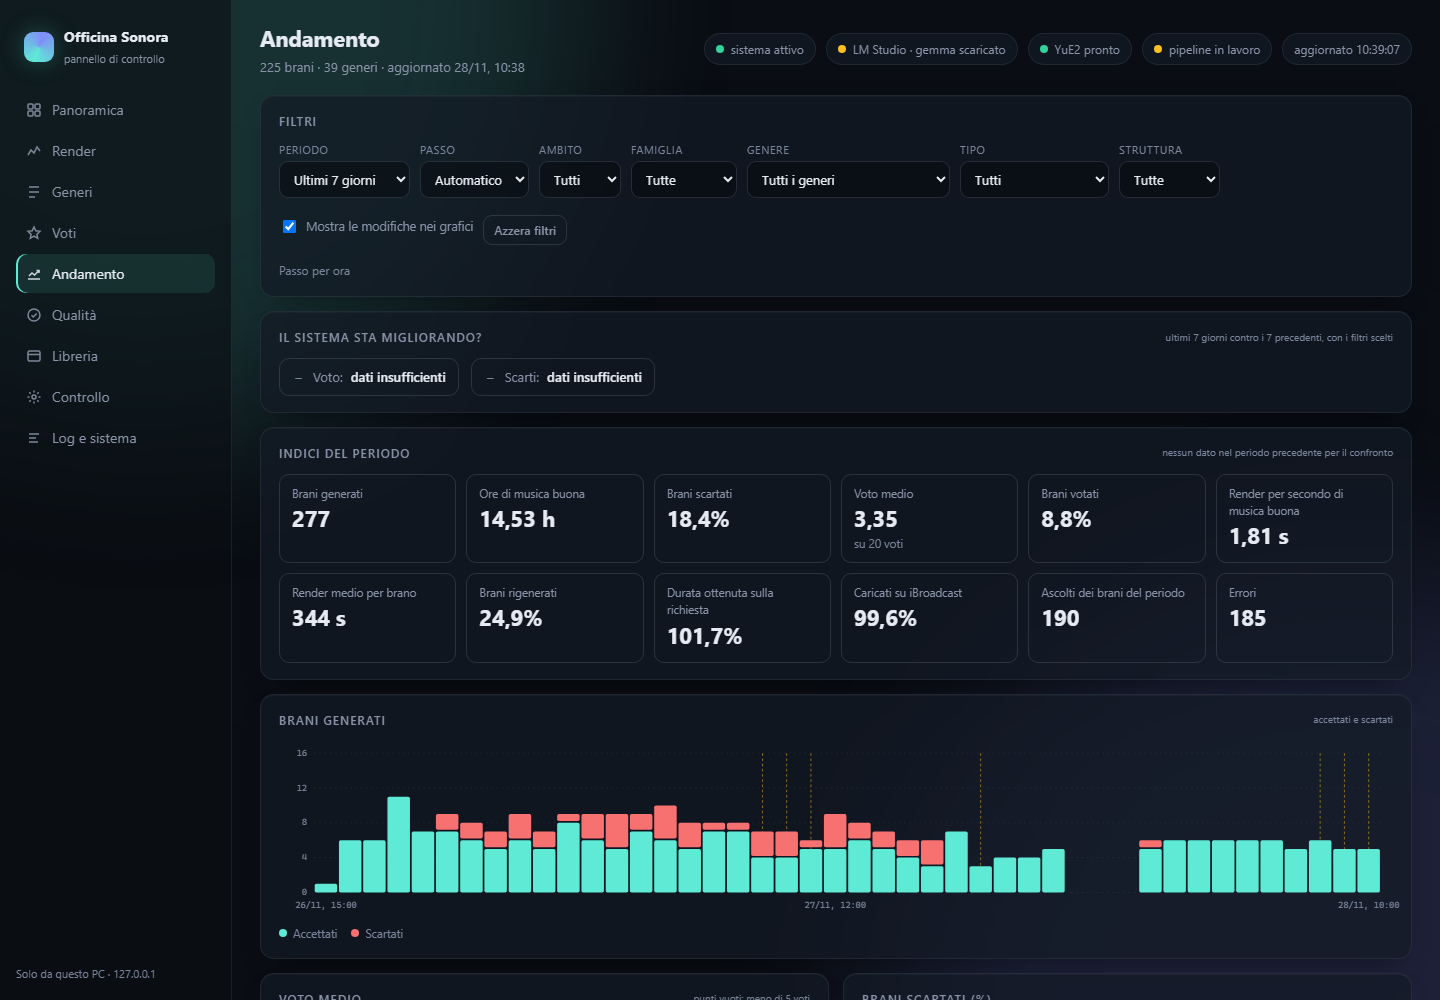 Officina Sonora
pannello di controllo
Panoramica
Render
Generi
Voti
Andamento
Qualità
Libreria
Controllo
Log e sistema
Solo da questo PC · 127.0.0.1
Andamento
225 brani · 39 generi · aggiornato 28/11, 10:38
sistema attivo
LM Studio · gemma scaricato
YuE2 pronto
pipeline in lavoro
aggiornato 10:39:07
FILTRI
PERIODO PASSO AMBITO FAMIGLIA GENERE TIPO STRUTTURA
Ultimi 7 giorni Automatico Tutti Tutte Tutti i generi Tutti Tutte
Mostra le modifiche nei grafici Azzera filtri
Passo per ora
IL SISTEMA STA MIGLIORANDO?
ultimi 7 giorni contro i 7 precedenti, con i filtri scelti
– Voto: dati insufficienti
– Scarti: dati insufficienti
INDICI DEL PERIODO
nessun dato nel periodo precedente per il confronto
Brani generati
277
Ore di musica buona
14,53 h
Brani scartati
18,4%
Voto medio
3,35
su 20 voti
Brani votati
8,8%
Render per secondo di
musica buona
1,81 s
Render medio per brano
344 s
Brani rigenerati
24,9%
Durata ottenuta sulla
richiesta
101,7%
Caricati su iBroadcast
99,6%
Ascolti dei brani del periodo
190
Errori
185
BRANI GENERATI
accettati e scartati
16
12
8
4
0
26/11, 15:00 27/11, 12:00 28/11, 10:00
Accettati Scartati
VOTO MEDIO
punti vuoti: meno di 5 voti
BRANI SCARTATI (%)